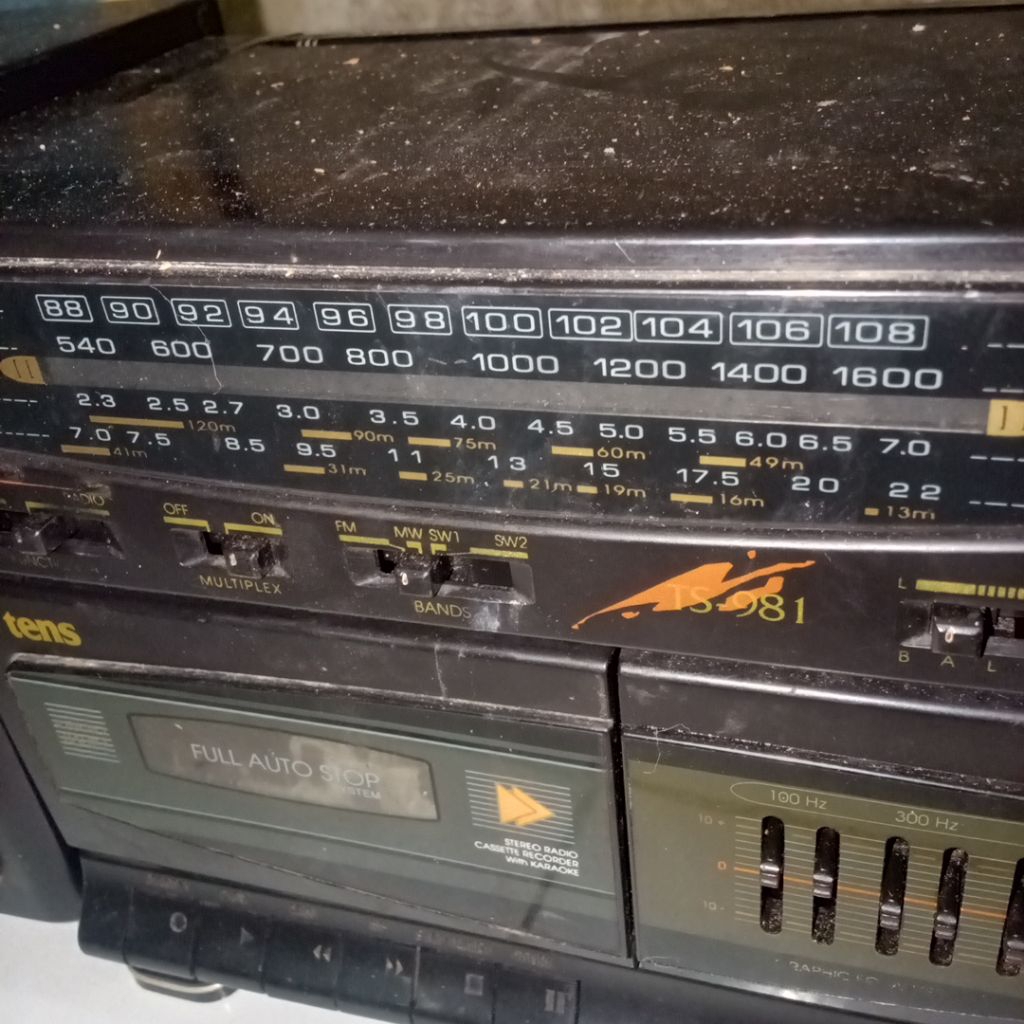 88 90 92 94 96 98 100 102 104 106 108
540 600 700 800 1000 1200 1400 1600
2.3 2.5 2.7 3.0 3.5 4.0 4.5 5.0 5.5 6.0 6.5 7.0
120m 90m 75m 60m 49m
7.0 7.5 8.5 9.5 11 13 15 17.5 20 22
41m 31m 25m 21m 19m 16m 13m
OFF ON
MULTIPLEX
FM MW SW1 SW2
BANDS
TS-981
L
B A L
tens
FULL AUTO STOP
STEREO RADIO
CASSETTE RECORDER
With KARAOKE
100 Hz 300 Hz
10 +
0
10 -